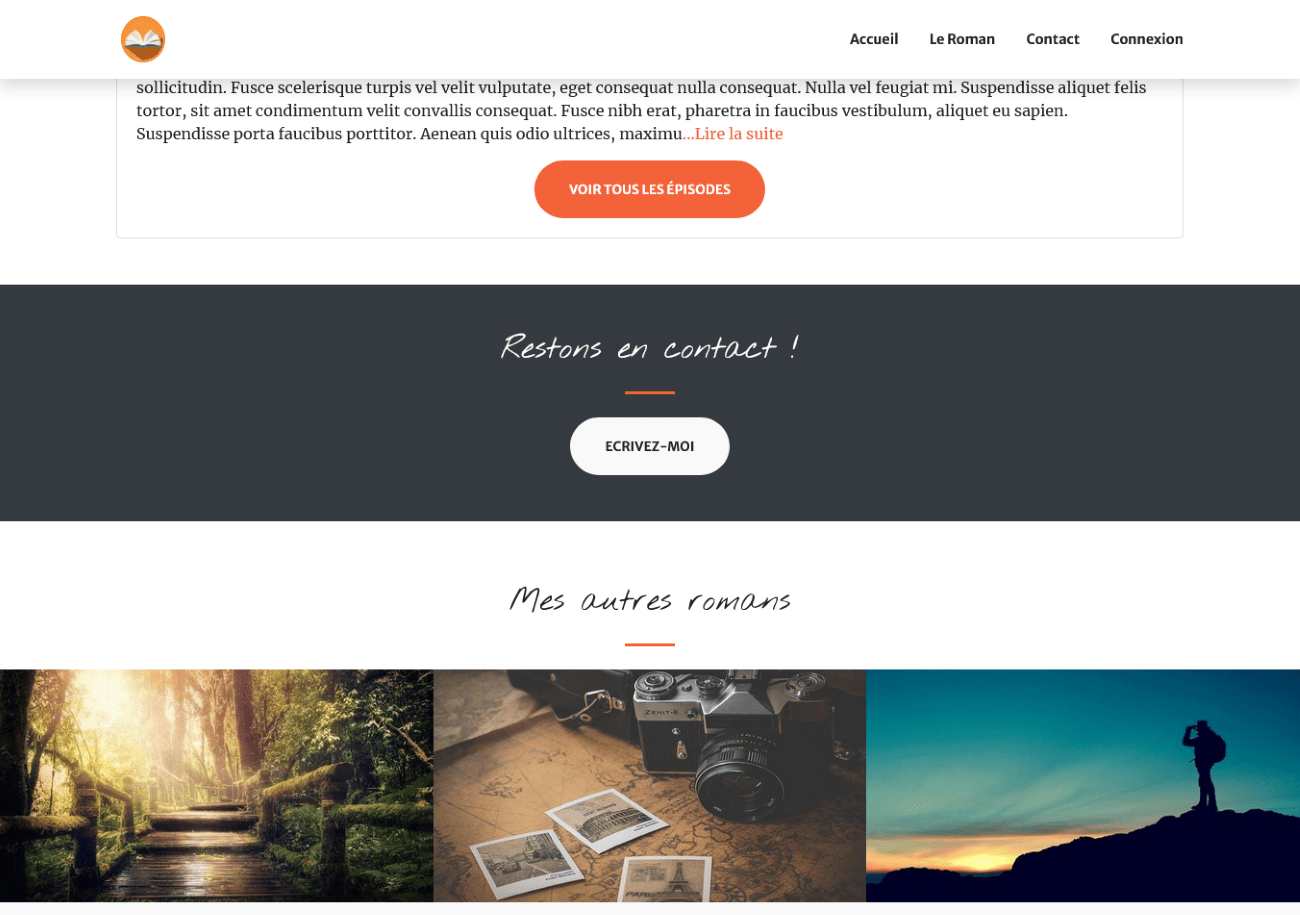 Accueil Le Roman Contact Connexion
sollicitudin. Fusce scelerisque turpis vel velit vulputate, eget consequat nulla consequat. Nulla vel feugiat mi. Suspendisse aliquet felis
tortor, sit amet condimentum velit convallis consequat. Fusce nibh erat, pharetra in faucibus vestibulum, aliquet eu sapien.
Suspendisse porta faucibus porttitor. Aenean quis odio ultrices, maximu...Lire la suite
VOIR TOUS LES ÉPISODES
Restons en contact !
ECRIVEZ-MOI
Mes autres romans
ZENIT-E
PARIS